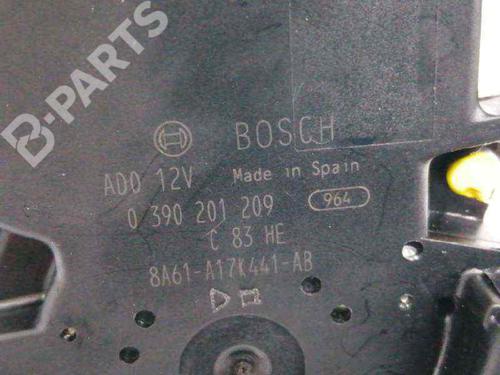 B-PARTS
BOSCH
ADO 12V Made in Spain
0 390 201 209 964
C 83 HE
8A61-A17K441-AB